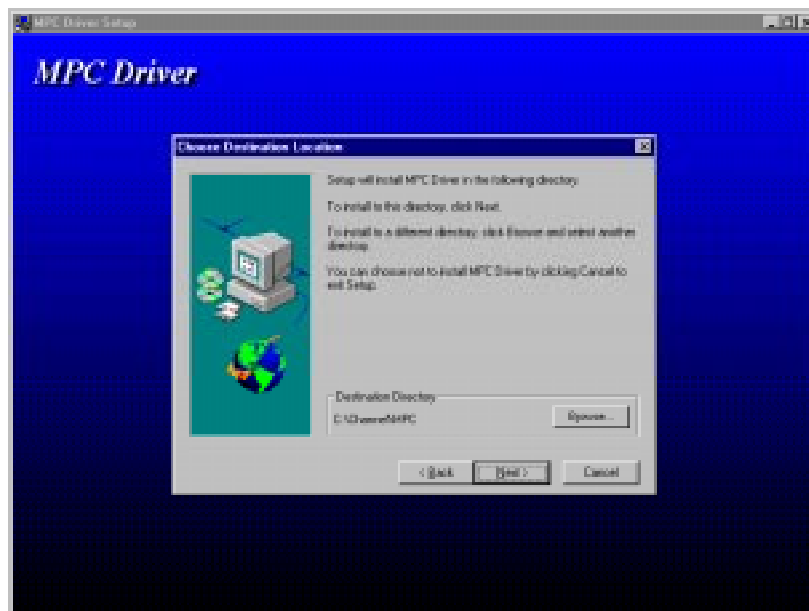 MPC Driver Setup
MPC Driver
Choose Destination Location
Setup will install MPC Driver in the following directory.
To install to this directory, click Next.
To install to a different directory, click Browse and select another
directory.
You can choose not to install MPC Driver by clicking Cancel to
exit Setup.
Destination Directory
Browse...
< Back
Next >
Cancel